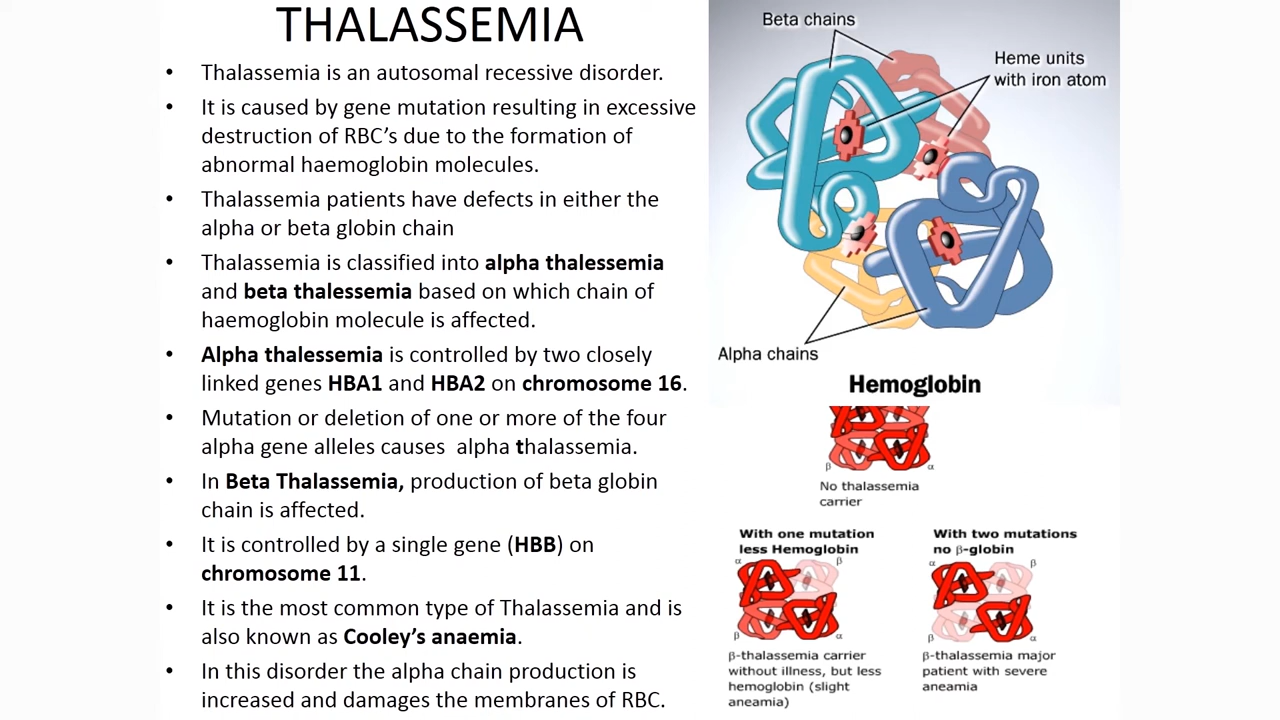 THALASSEMIA
• Thalassemia is an autosomal recessive disorder.
• It is caused by gene mutation resulting in excessive
destruction of RBC's due to the formation of
abnormal haemoglobin molecules.
• Thalassemia patients have defects in either the
alpha or beta globin chain
• Thalassemia is classified into alpha thalessemia
and beta thalessemia based on which chain of
haemoglobin molecule is affected.
• Alpha thalessemia is controlled by two closely
linked genes HBA1 and HBA2 on chromosome 16.
• Mutation or deletion of one or more of the four
alpha gene alleles causes alpha thalassemia.
• In Beta Thalassemia, production of beta globin
chain is affected.
• It is controlled by a single gene (HBB) on
chromosome 11.
• It is the most common type of Thalassemia and is
also known as Cooley's anaemia.
• In this disorder the alpha chain production is
increased and damages the membranes of RBC.
Beta chains
Heme units
with iron atom
Alpha chains
Hemoglobin
β α
No thalassemia
carrier
With one mutation
less Hemoglobin
α β
β α
β-thalassemia carrier
without illness, but less
hemoglobin (slight
aneamia)
With two mutations
no β-globin
α β
β α
β-thalassemia major
patient with severe
aneamia